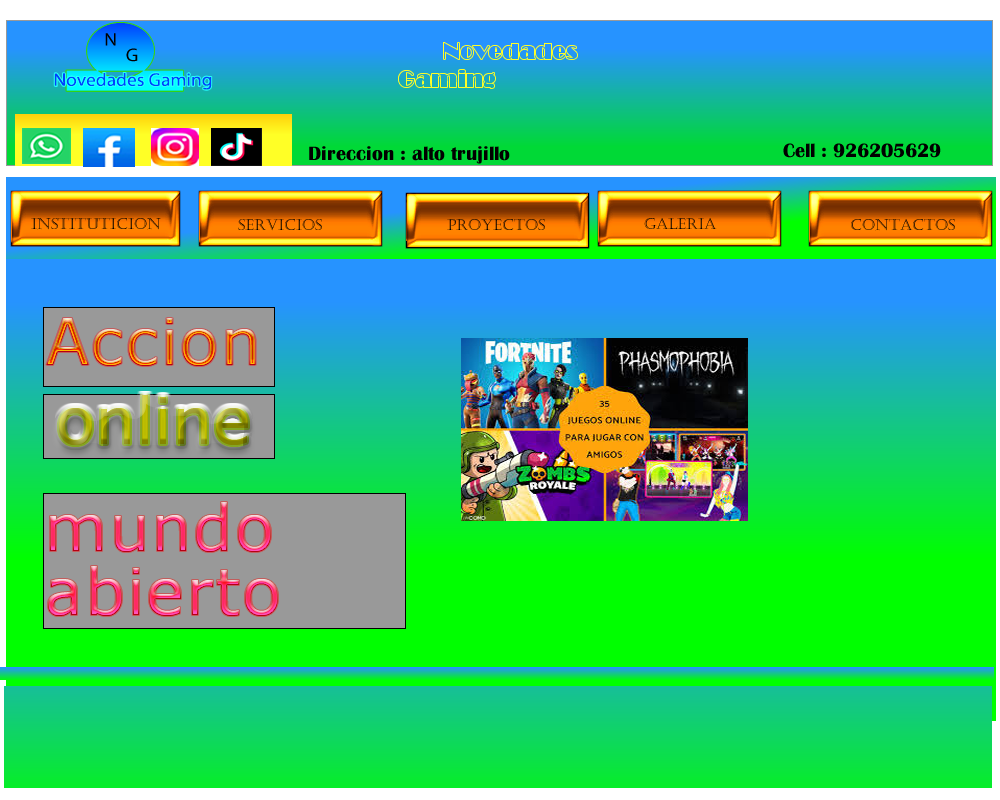 N
G
Novedades Gaming
Novedades
Gaming
Direccion : alto trujillo
Cell : 926205629
INSTITUTICION
SERVICIOS
PROYECTOS
GALERIA
CONTACTOS
Accion
online
mundo
abierto
FORTNITE
PHASMOPHOBIA
35
JUEGOS ONLINE
PARA JUGAR CON
AMIGOS
ZOMBS
ROYALE